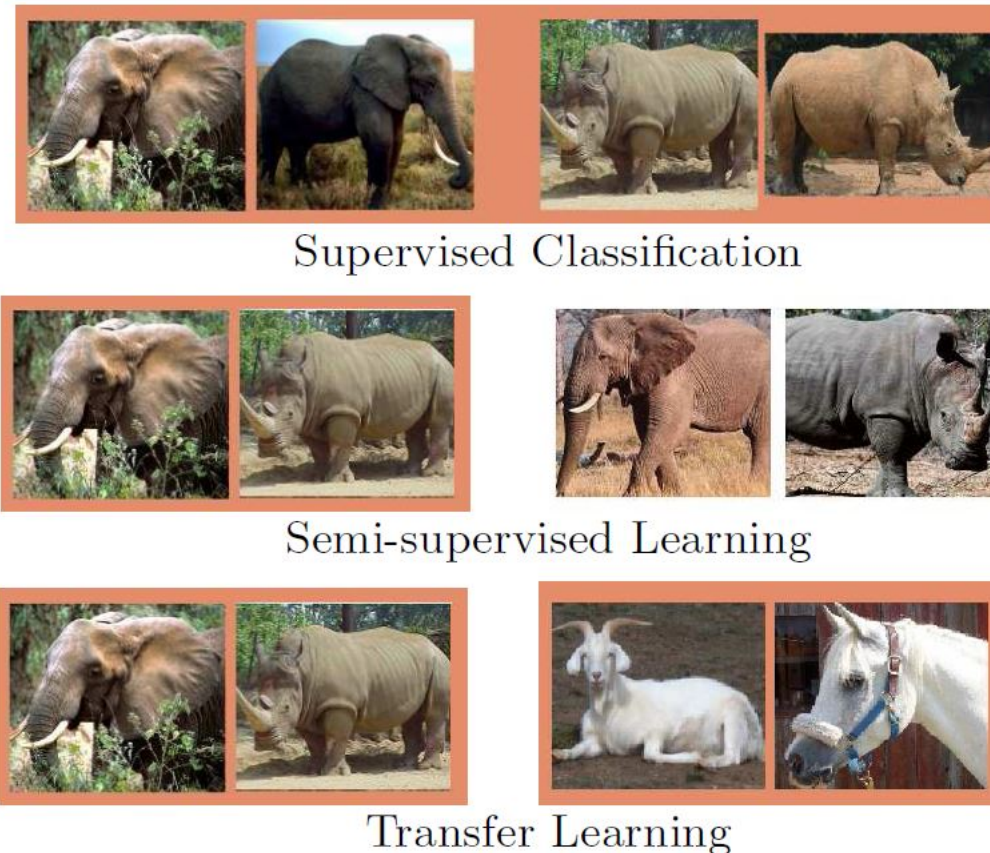 Supervised Classification
Semi-supervised Learning
Transfer Learning